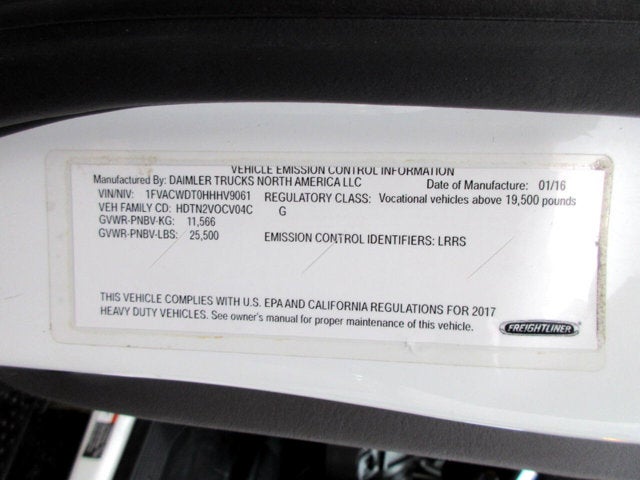 VEHICLE EMISSION CONTROL INFORMATION
Manufactured By: DAIMLER TRUCKS NORTH AMERICA LLC Date of Manufacture: 01/16
VIN/NIV: 1FVACWDT0HHHV9061 REGULATORY CLASS: Vocational vehicles above 19,500 pounds
VEH FAMILY CD: HDTN2VOCV04C G
GVWR-PNBV-KG: 11,566
GVWR-PNBV-LBS: 25,500 EMISSION CONTROL IDENTIFIERS: LRRS
THIS VEHICLE COMPLIES WITH U.S. EPA AND CALIFORNIA REGULATIONS FOR 2017
HEAVY DUTY VEHICLES. See owner's manual for proper maintenance of this vehicle.
FREIGHTLINER